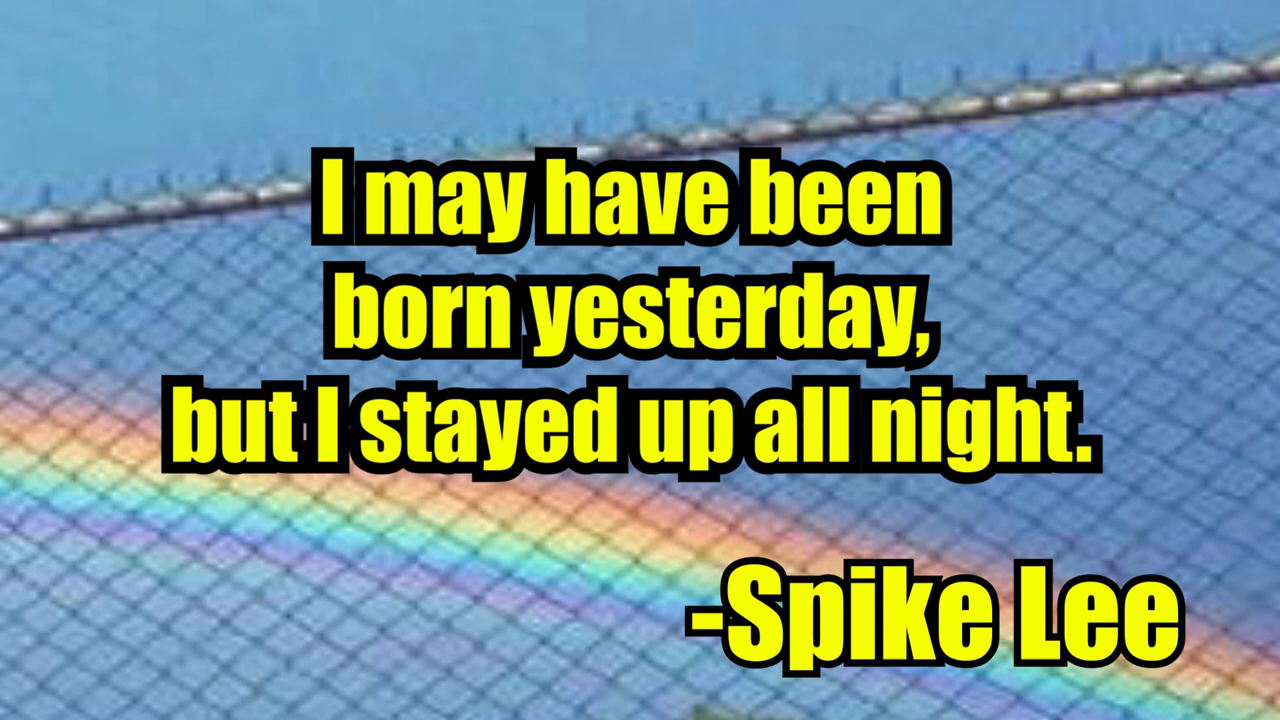 I may have been
born yesterday,
but I stayed up all night.
-Spike Lee